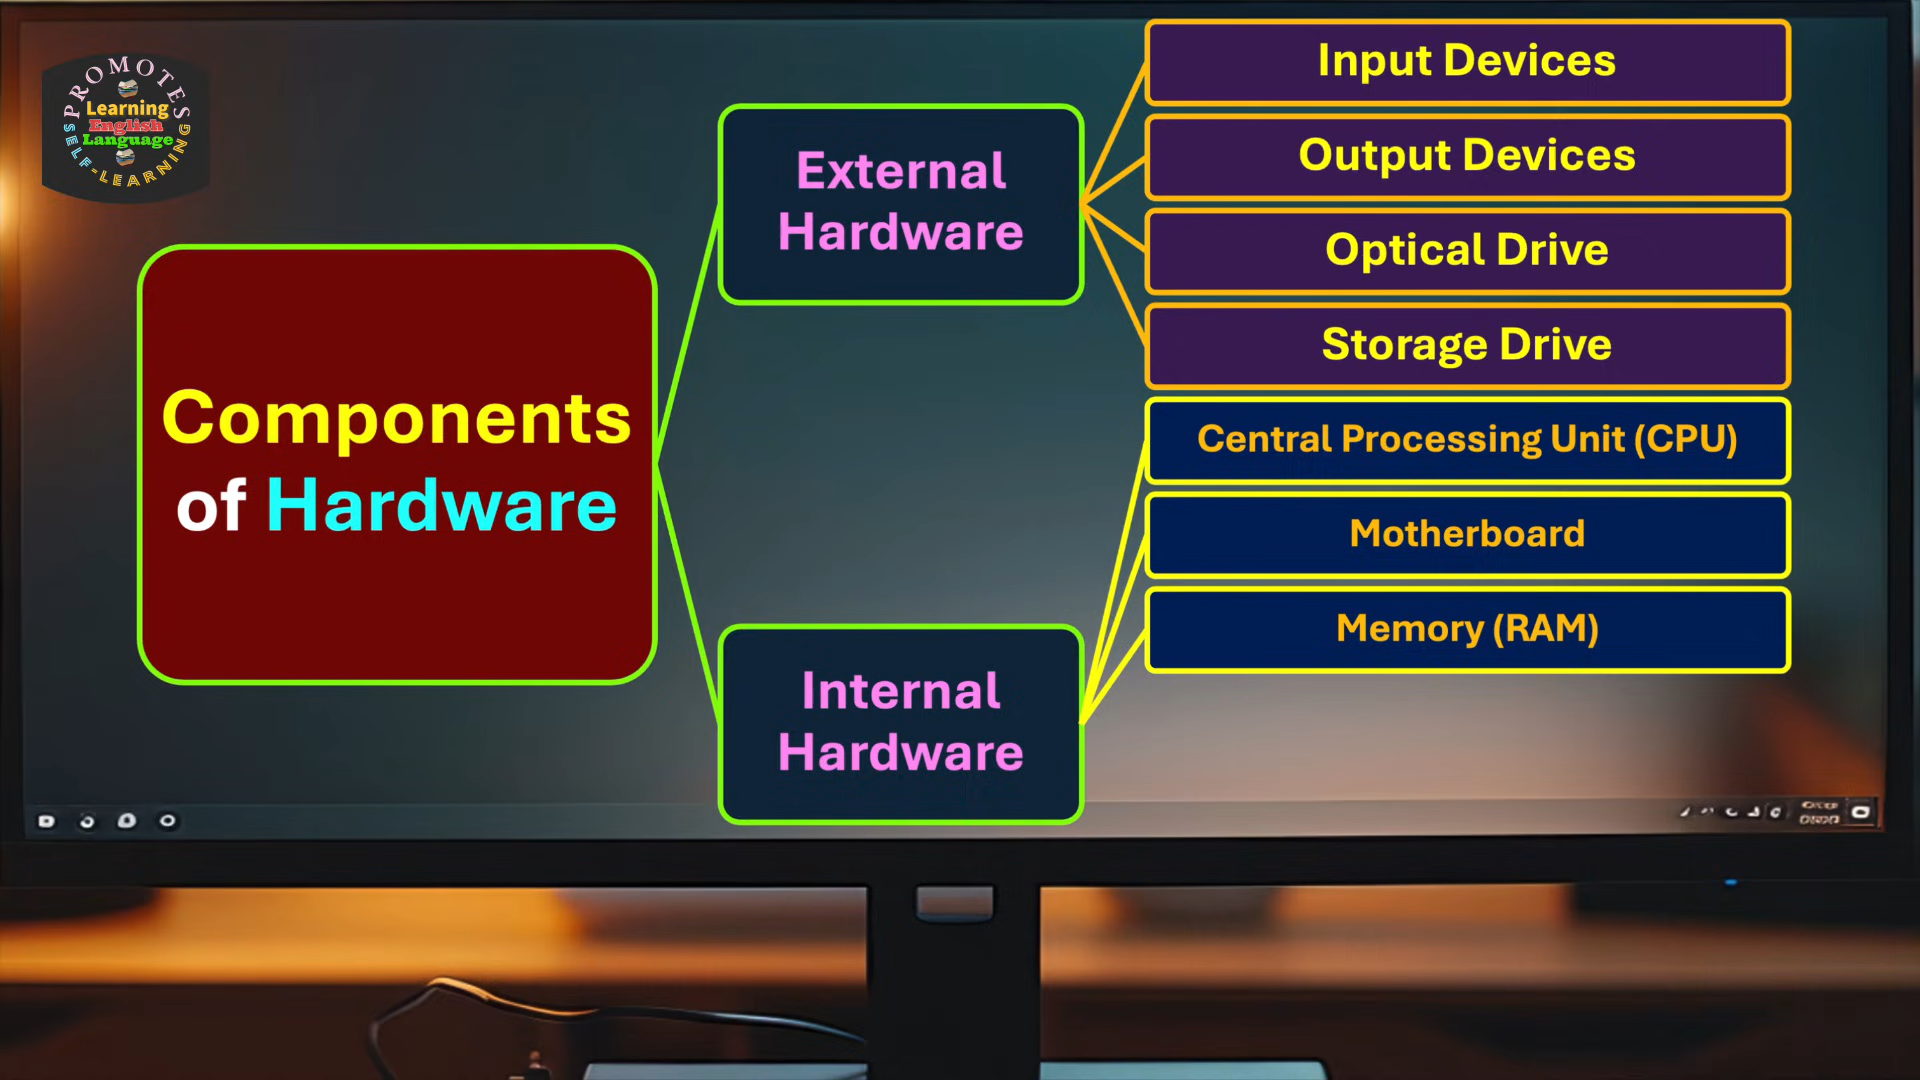 PROMOTES
Learning
English
Language
SELF-LEARNING
Components
of Hardware
External
Hardware
Input Devices
Output Devices
Optical Drive
Storage Drive
Internal
Hardware
Central Processing Unit (CPU)
Motherboard
Memory (RAM)